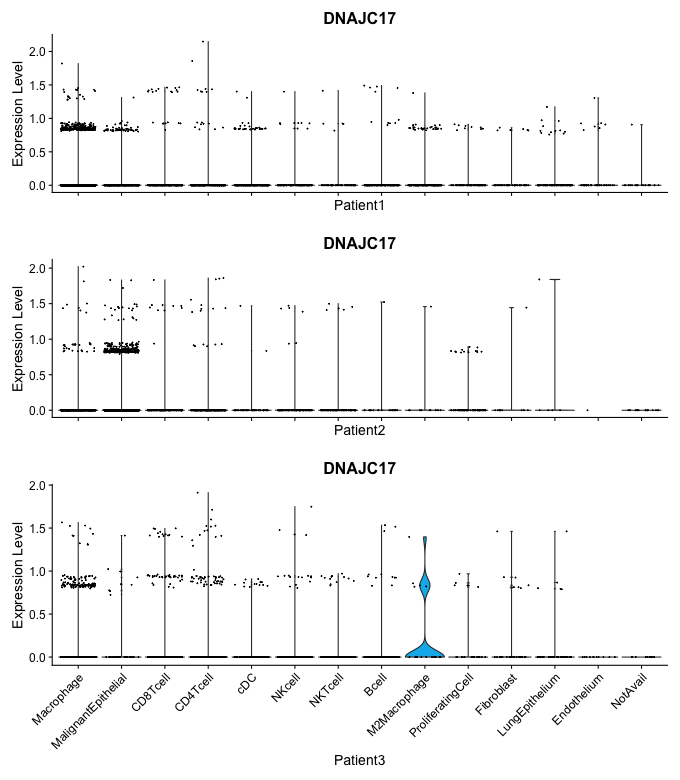 DNAJC17
Expression Level
2.0
1.5
1.0
0.5
0.0
Patient1
DNAJC17
Expression Level
2.0
1.5
1.0
0.5
0.0
Patient2
DNAJC17
Expression Level
2.0
1.5
1.0
0.5
0.0
Macrophage
MalignantEpithelial
CD8Tcell
CD4Tcell
cDC
NKcell
NKTcell
Bcell
M2Macrophage
ProliferatingCell
Fibroblast
LungEpithelium
Endothelium
NotAvail
Patient3